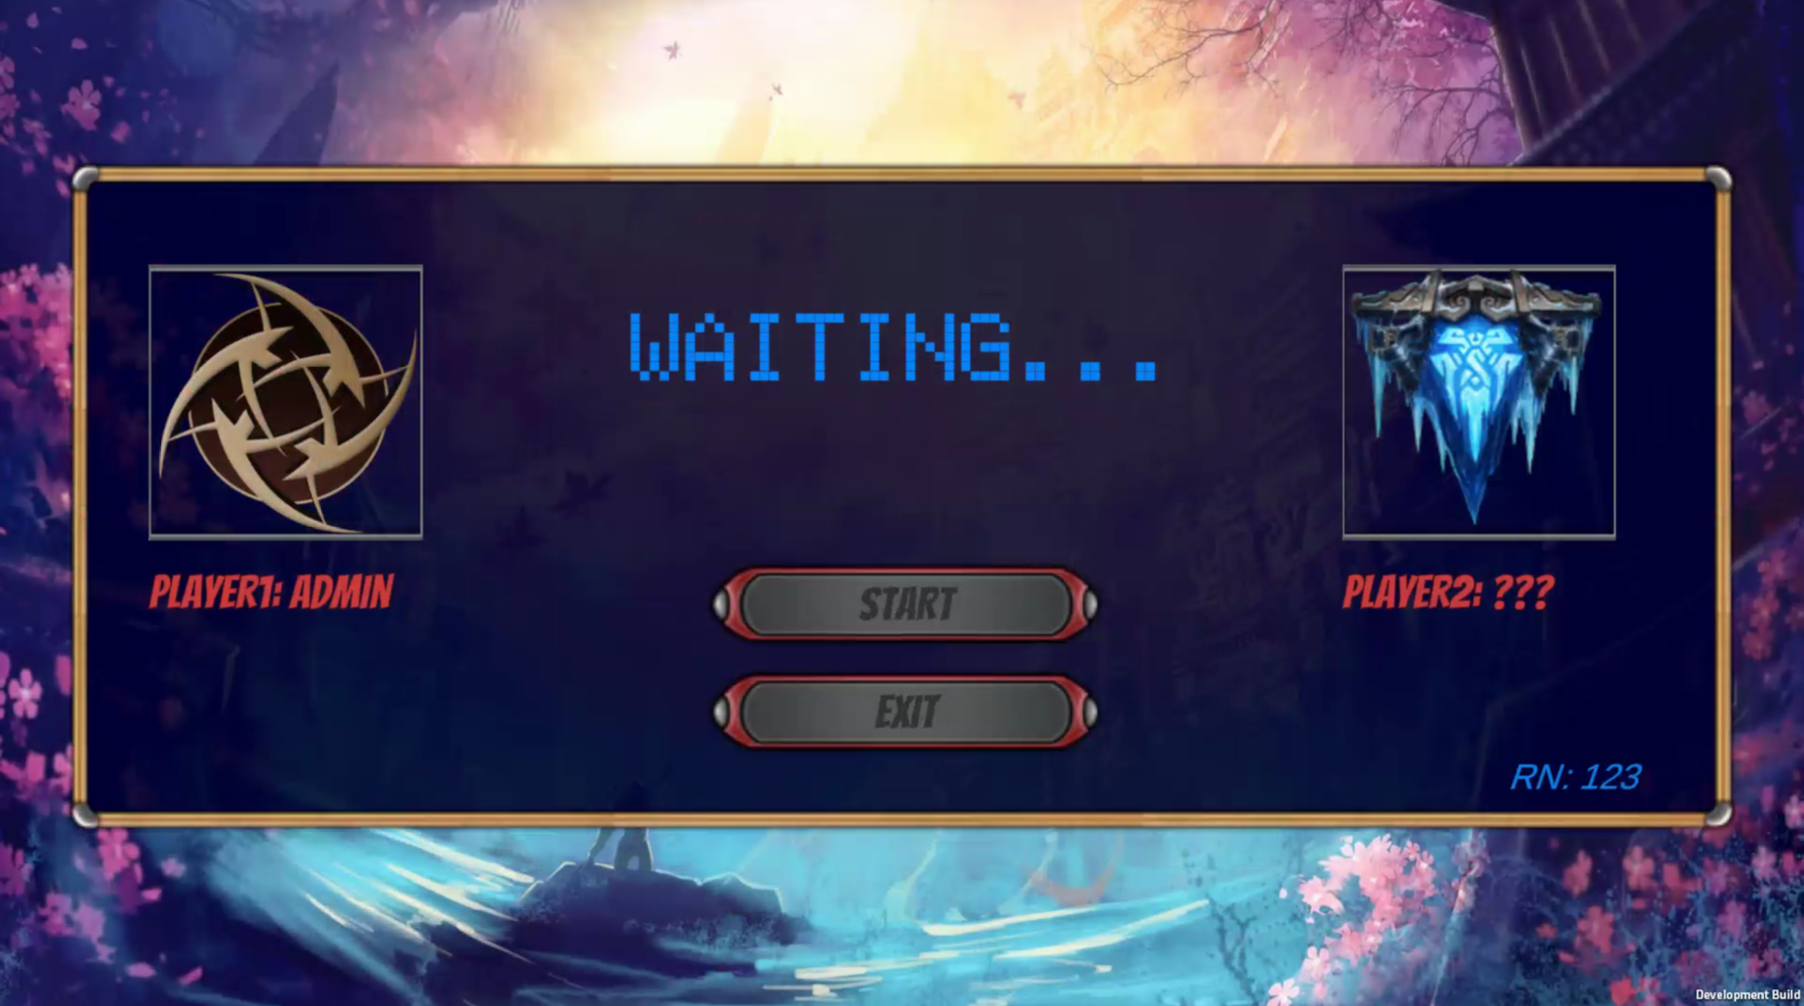 WAITING...
PLAYER1: ADMIN
PLAYER2: ???
START
EXIT
RN: 123
Development Build